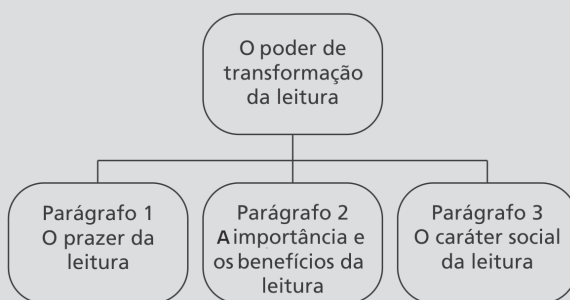 O poder de
transformação
da leitura
Parágrafo 1
O prazer da
leitura
Parágrafo 2
A importância e
os benefícios da
leitura
Parágrafo 3
O caráter social
da leitura